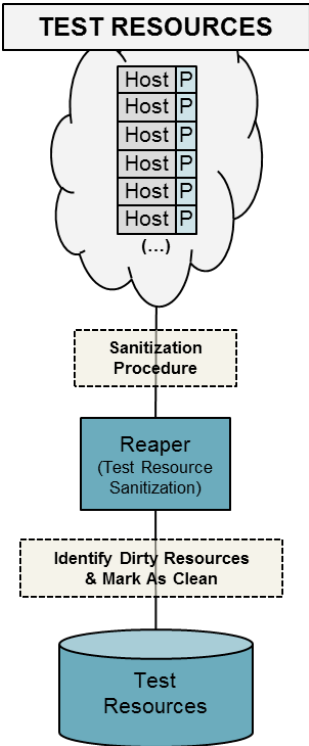 TEST RESOURCES
Host P
Host P
Host P
Host P
Host P
Host P
(...)
Sanitization
Procedure
Reaper
(Test Resource
Sanitization)
Identify Dirty Resources
& Mark As Clean
Test
Resources